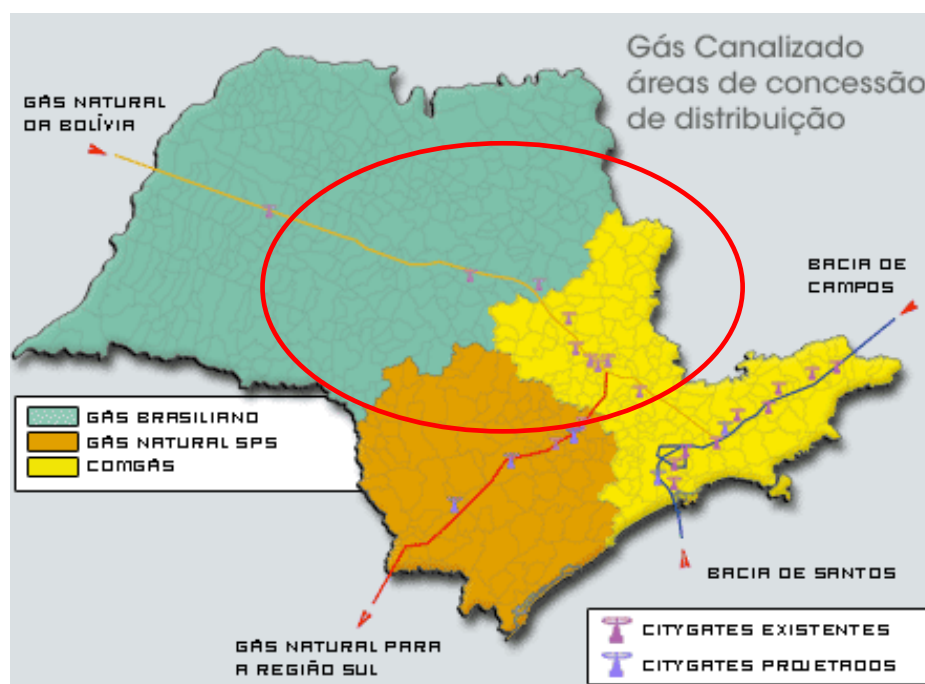 Gás Canalizado
áreas de concessão
de distribuição
GÁS NATURAL
DA BOLÍVIA
BACIA DE
CAMPOS
GÁS BRASILIANO
GÁS NATURAL SPS
COMGÁS
BACIA DE SANTOS
GÁS NATURAL PARA
A REGIÃO SUL
CITYGATES EXISTENTES
CITYGATES PROJETADOS